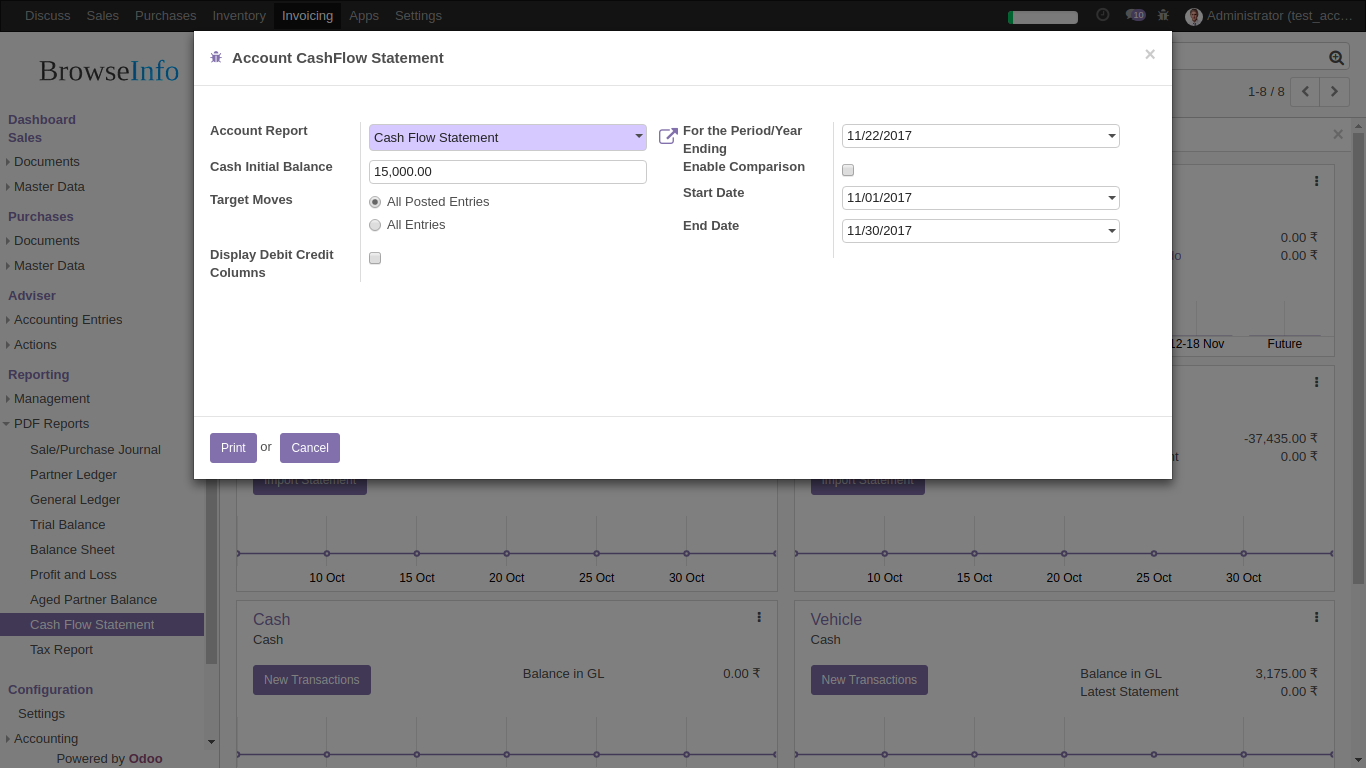 Discuss Sales Purchases Inventory Invoicing Apps Settings 10 Administrator (test_acc...
BrowseInfo
1-8 / 8
Dashboard
Sales
Documents
Master Data
Purchases
Documents
Master Data
Adviser
Accounting Entries
Actions
Reporting
Management
PDF Reports
Sale/Purchase Journal
Partner Ledger
General Ledger
Trial Balance
Balance Sheet
Profit and Loss
Aged Partner Balance
Cash Flow Statement
Tax Report
Configuration
Settings
Accounting
Powered by Odoo
Account CashFlow Statement ×
Account Report Cash Flow Statement
Cash Initial Balance 15,000.00
Target Moves All Posted Entries
All Entries
Display Debit Credit
Columns
For the Period/Year
Ending 11/22/2017
Enable Comparison
Start Date 11/01/2017
End Date 11/30/2017
Print or Cancel
×
0.00 ₹
0.00 ₹
12-18 Nov Future
-37,435.00 ₹
0.00 ₹
Import Statement Import Statement
10 Oct 15 Oct 20 Oct 25 Oct 30 Oct 10 Oct 15 Oct 20 Oct 25 Oct 30 Oct
Cash
Cash
New Transactions Balance in GL 0.00 ₹
Vehicle
Cash
New Transactions Balance in GL 3,175.00 ₹
Latest Statement 0.00 ₹